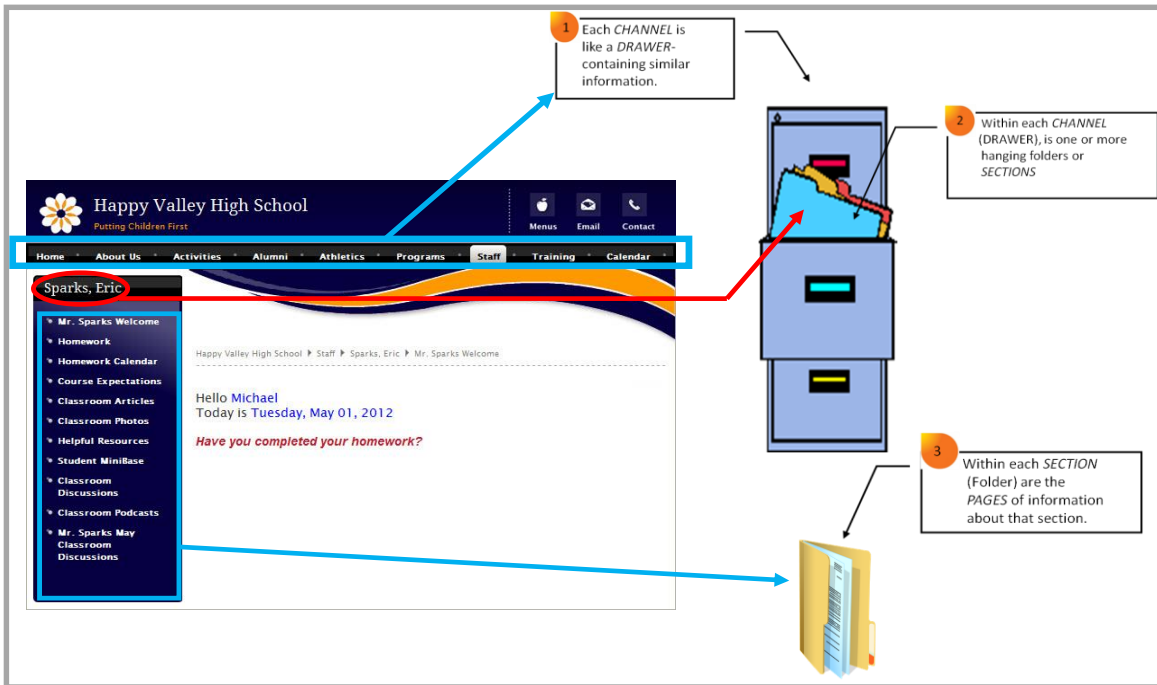 1
Each CHANNEL is
like a DRAWER-
containing similar
information.
2
Within each CHANNEL
(DRAWER), is one or more
hanging folders or
SECTIONS
Happy Valley High School
Putting Children First
Menus Email Contact
Home About Us Activities Alumni Athletics Programs Staff Training Calendar
Sparks, Eric
Mr. Sparks Welcome
Homework
Homework Calendar
Course Expectations
Classroom Articles
Classroom Photos
Helpful Resources
Student MiniBase
Classroom
Discussions
Classroom Podcasts
Mr. Sparks May
Classroom
Discussions
Happy Valley High School Staff Sparks, Eric Mr. Sparks Welcome
Hello Michael
Today is Tuesday, May 01, 2012
Have you completed your homework?
3
Within each SECTION
(Folder) are the
PAGES of information
about that section.